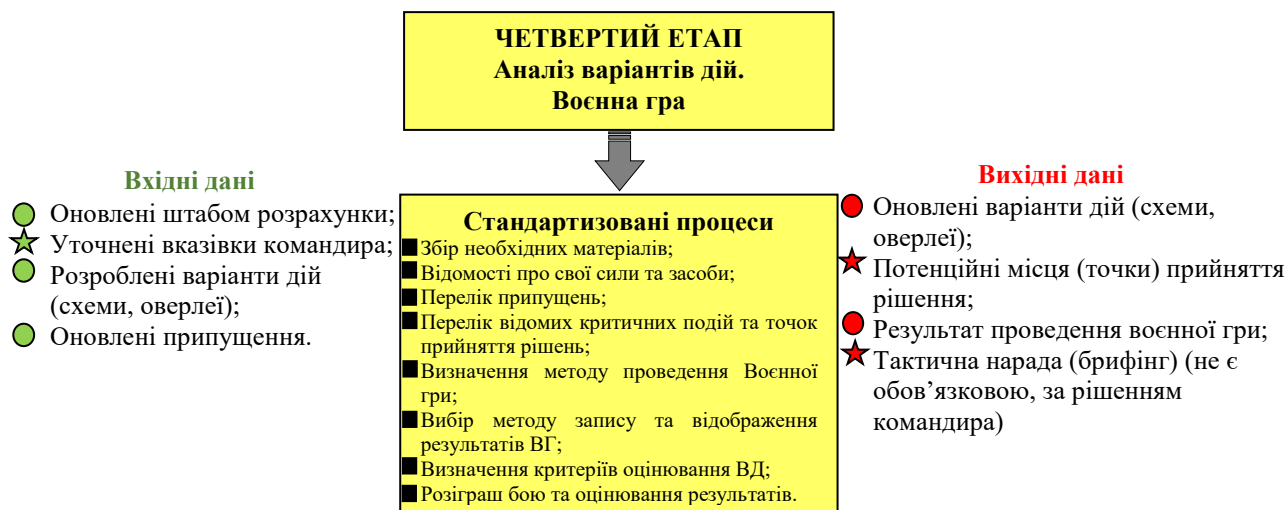 ЧЕТВЕРТИЙ ЕТАП
Аналіз варіантів дій.
Воєнна гра
Вхідні дані
Оновлені штабом розрахунки;
Уточнені вказівки командира;
Розроблені варіанти дій
(схеми, оверлеї);
Оновлені припущення.
Стандартизовані процеси
Збір необхідних матеріалів;
Відомості про свої сили та засоби;
Перелік припущень;
Перелік відомих критичних подій та точок
прийняття рішень;
Визначення методу проведення Воєнної
гри;
Вибір методу запису та відображення
результатів ВГ;
Визначення критеріїв оцінювання ВД;
Розіграш бою та оцінювання результатів.
Вихідні дані
Оновлені варіанти дій (схеми,
оверлеї);
Потенційні місця (точки) прийняття
рішення;
Результат проведення воєнної гри;
Тактична нарада (брифінг) (не є
обов’язковою, за рішенням
командира)